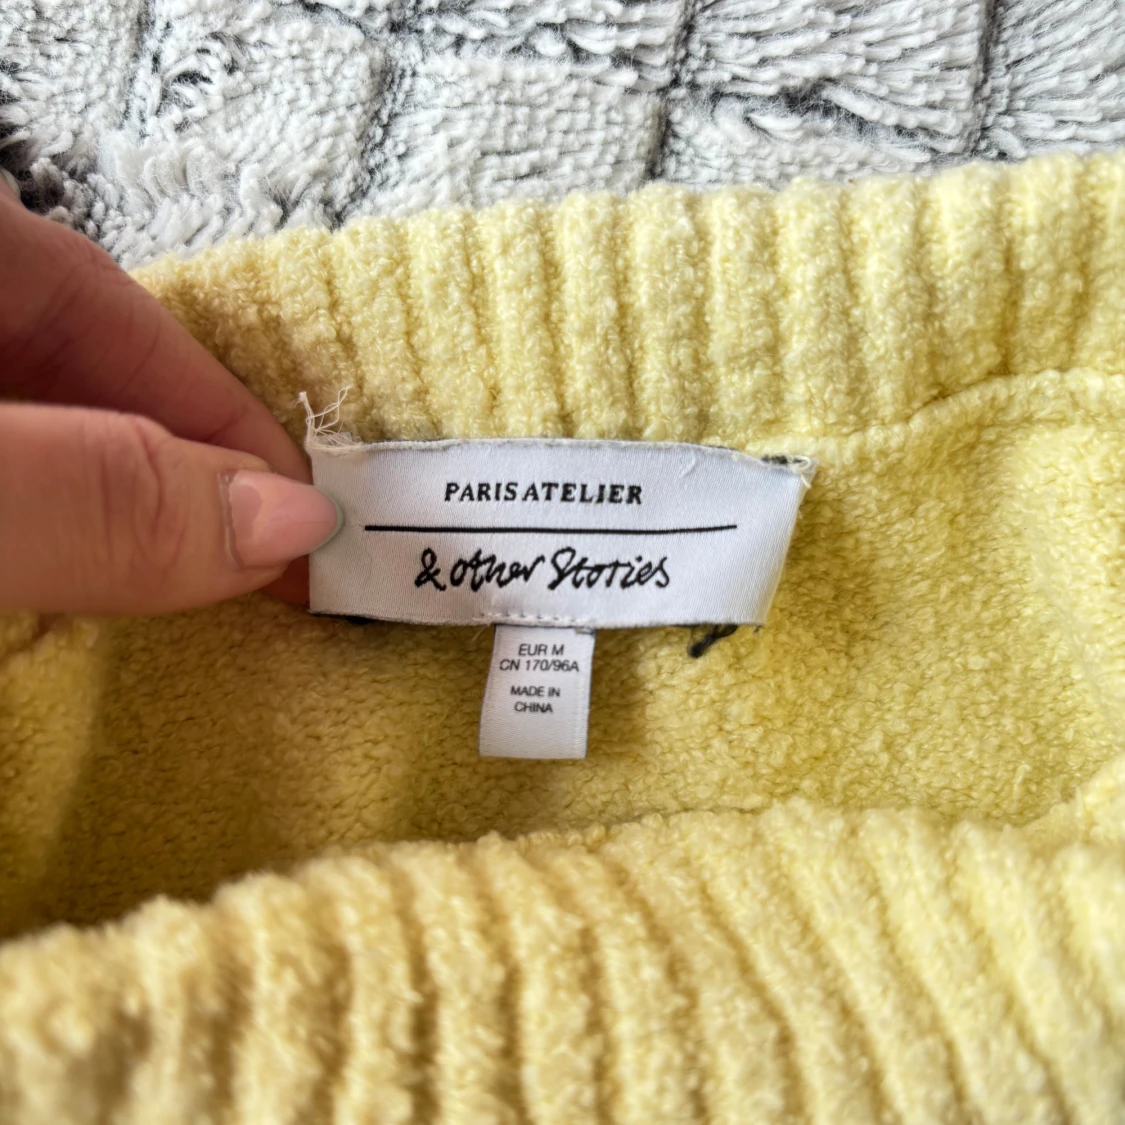 PARIS ATELIER
& other Stories
EUR M
CN 170/96A
MADE IN
CHINA